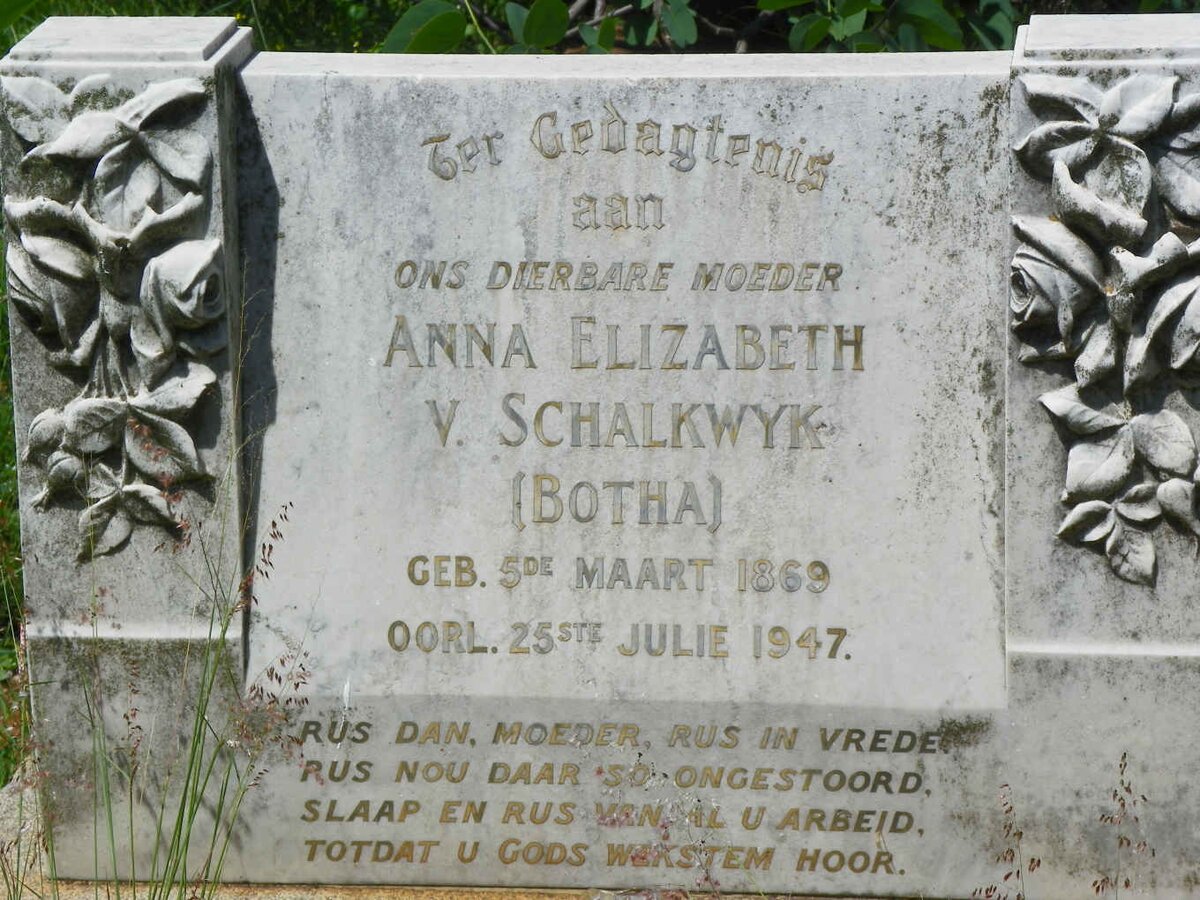 Ter Gedagtenis
aan
ONS DIERBARE MOEDER
ANNA ELIZABETH
V. SCHALKWYK
(BOTHA)
GEB. 5DE MAART 1869
OORL. 25STE JULIE 1947.
RUS DAN, MOEDER, RUS IN VREDE
RUS NOU DAAR SO ONGESTOORD,
SLAAP EN RUS VAN AL U ARBEID,
TOTDAT U GODS WEKSTEM HOOR.